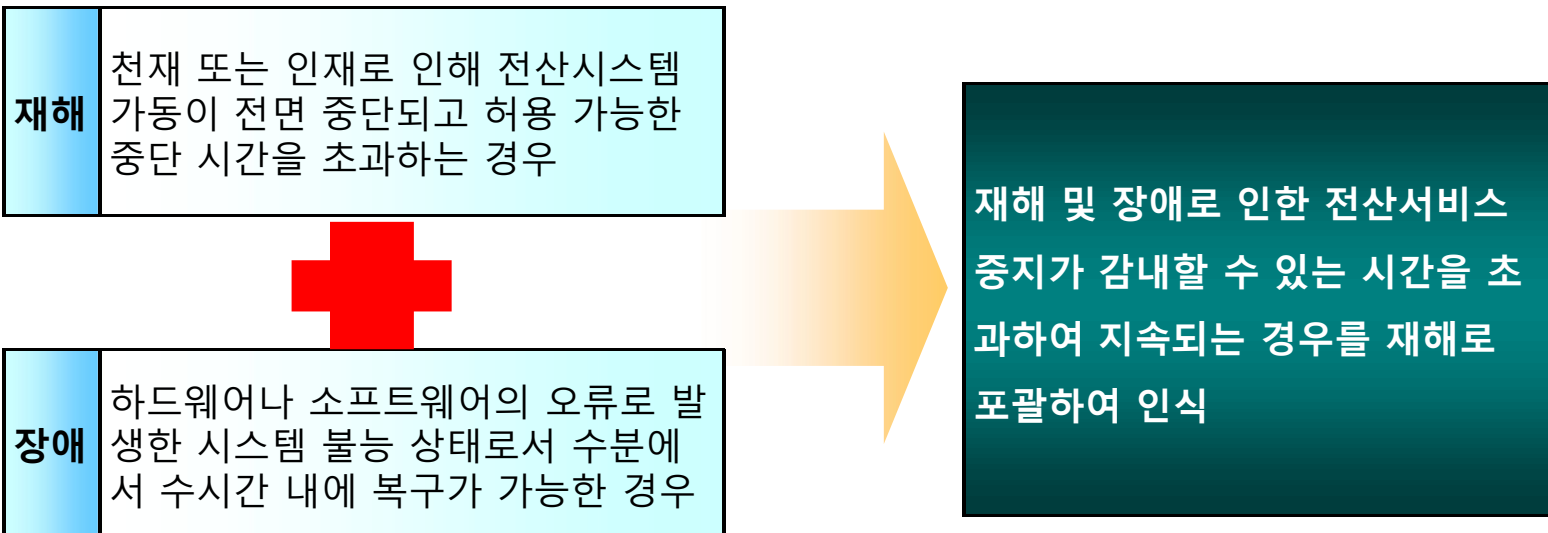 재해
천재 또는 인재로 인해 전산시스템
가동이 전면 중단되고 허용 가능한
중단 시간을 초과하는 경우
장애
하드웨어나 소프트웨어의 오류로 발
생한 시스템 불능 상태로서 수분에
서 수시간 내에 복구가 가능한 경우
재해 및 장애로 인한 전산서비스
중지가 감내할 수 있는 시간을 초
과하여 지속되는 경우를 재해로
포괄하여 인식